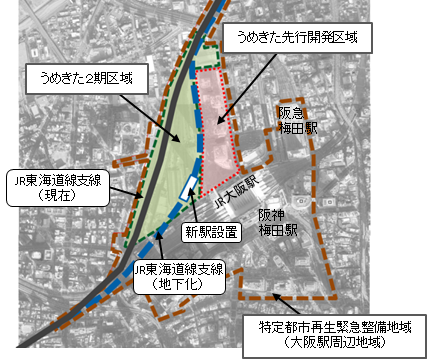 うめきた先行開発区域
うめきた2期区域
阪急
梅田駅
JR東海道線支線
（現在）
JR大阪駅
阪神
梅田駅
新駅設置
JR東海道線支線
（地下化）
特定都市再生緊急整備地域
（大阪駅周辺地域）